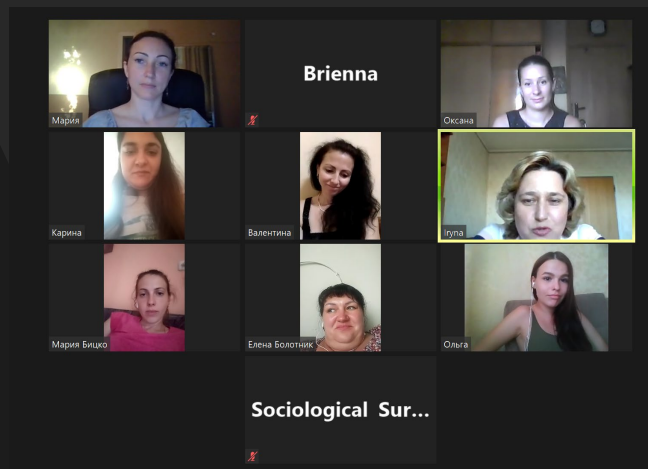 Мария
Brienna
Оксана
Карина
Валентина
Iryna
Мария Бицко
Елена Болотник
Ольга
Sociological Sur...